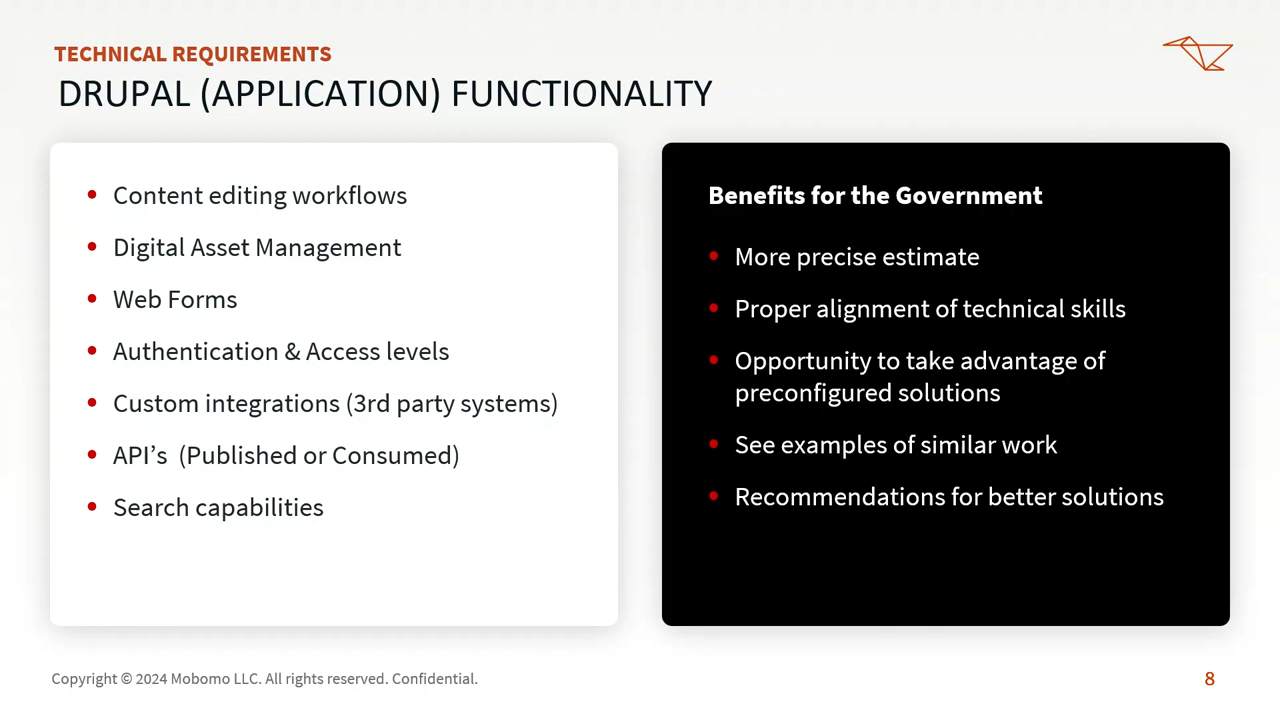 TECHNICAL REQUIREMENTS
DRUPAL (APPLICATION) FUNCTIONALITY
• Content editing workflows
• Digital Asset Management
• Web Forms
• Authentication & Access levels
• Custom integrations (3rd party systems)
• API’s  (Published or Consumed)
• Search capabilities
Benefits for the Government
• More precise estimate
• Proper alignment of technical skills
• Opportunity to take advantage of
preconfigured solutions
• See examples of similar work
• Recommendations for better solutions
Copyright © 2024 Mobomo LLC. All rights reserved. Confidential.
8